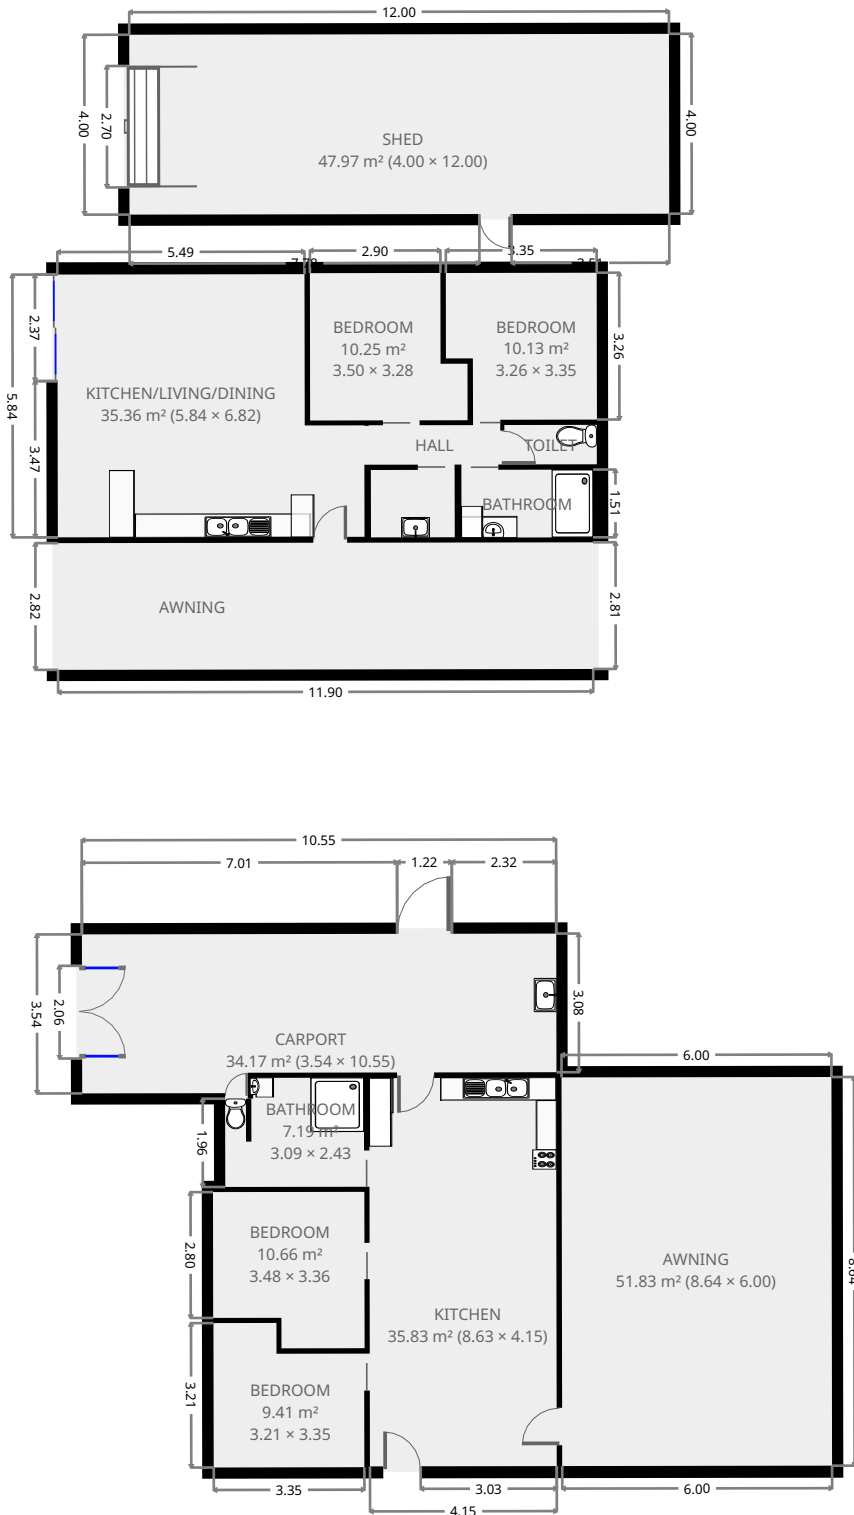 12.00
4.00
2.70
4.00
SHED
47.97 m² (4.00 × 12.00)
5.49
2.90
3.35
7.78
3.51
2.37
5.84
3.47
3.26
BEDROOM
10.25 m²
3.50 × 3.28
BEDROOM
10.13 m²
3.26 × 3.35
KITCHEN/LIVING/DINING
35.36 m² (5.84 × 6.82)
HALL
TOILET
BATHROOM
1.51
2.82
AWNING
2.81
11.90
10.55
7.01
1.22
2.32
3.54
2.06
3.08
CARPORT
34.17 m² (3.54 × 10.55)
6.00
BATHROOM
7.19 m²
3.09 × 2.43
1.96
BEDROOM
10.66 m²
3.48 × 3.36
2.80
AWNING
51.83 m² (8.64 × 6.00)
8.64
KITCHEN
35.83 m² (8.63 × 4.15)
BEDROOM
9.41 m²
3.21 × 3.35
3.21
3.35
3.03
6.00
4.15